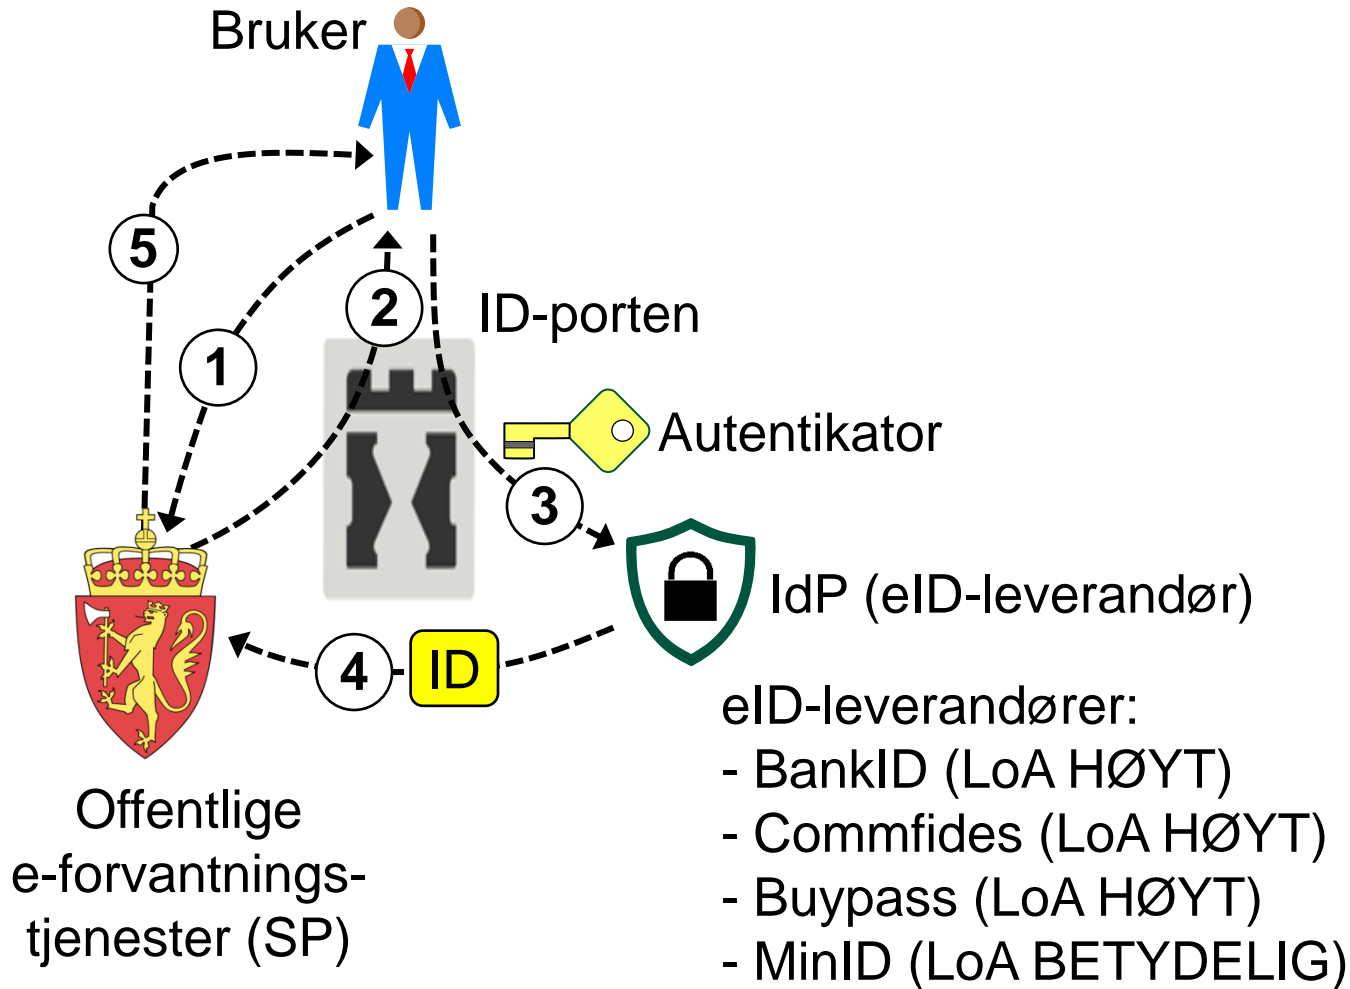 Bruker
5
2
ID-porten
1
Autentikator
3
IdP (eID-leverandør)
4
ID
eID-leverandører:
- BankID (LoA HØYT)
- Commfides (LoA HØYT)
- Buypass (LoA HØYT)
- MinID (LoA BETYDELIG)
Offentlige
e-forvantnings-
tjenester (SP)